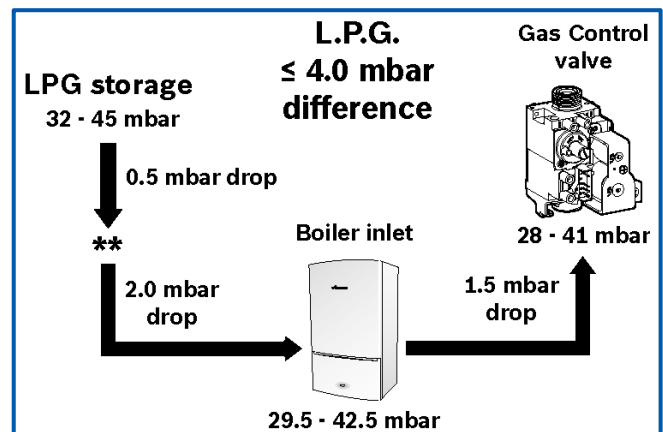 L.P.G.
≤ 4.0 mbar
difference
Gas Control
valve
LPG storage
32 - 45 mbar
0.5 mbar drop
**
2.0 mbar
drop
Boiler inlet
29.5 - 42.5 mbar
1.5 mbar
drop
28 - 41 mbar